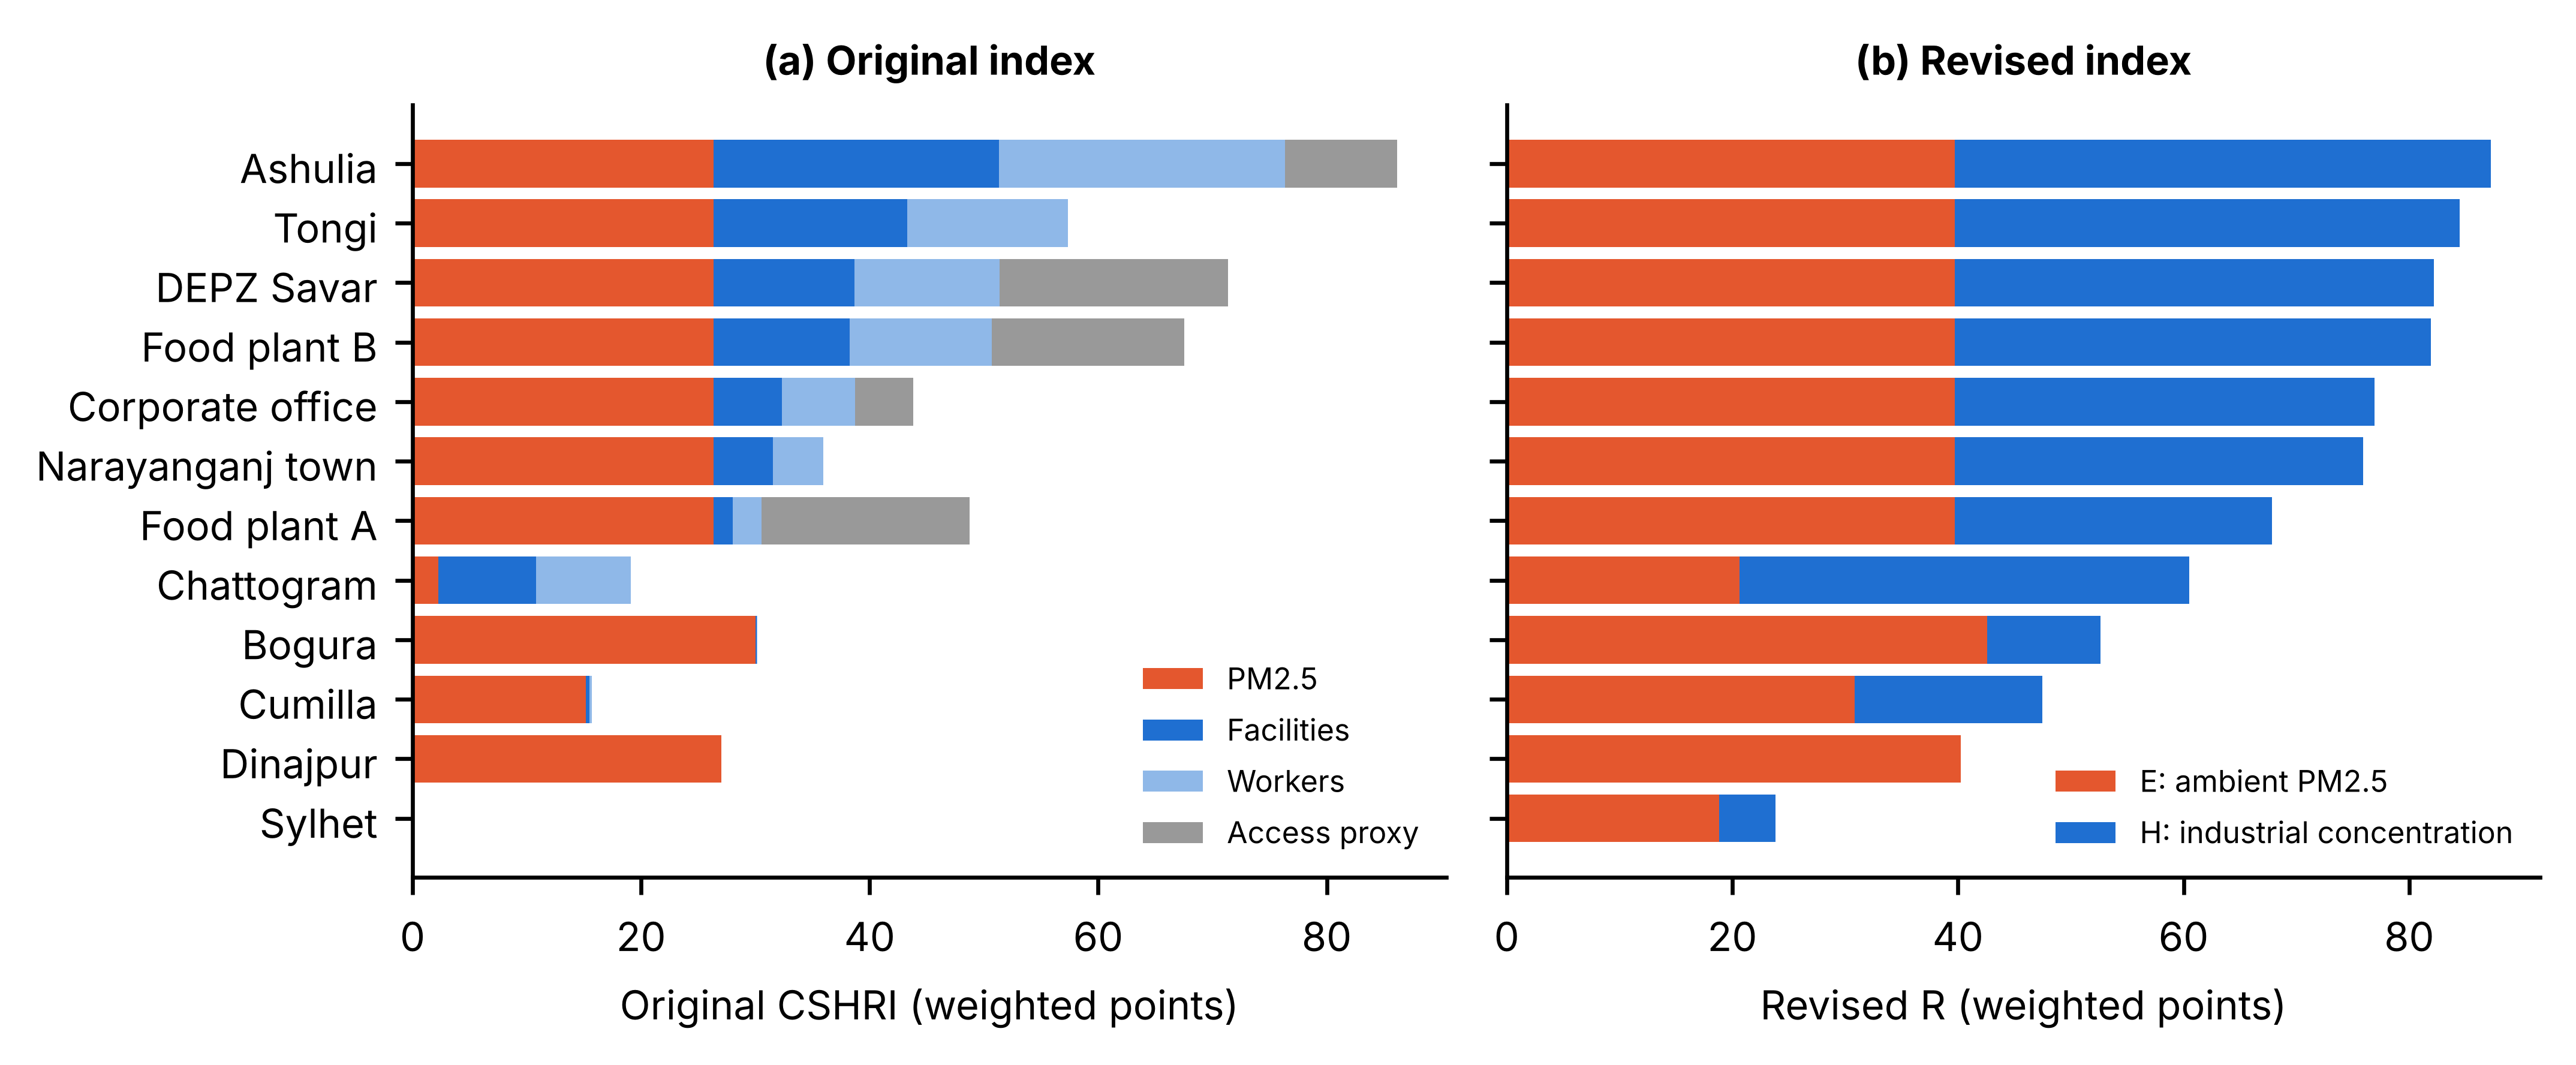 (a) Original index
Ashulia
Tongi
DEPZ Savar
Food plant B
Corporate office
Narayanganj town
Food plant A
Chattogram
Bogura
Cumilla
Dinajpur
Sylhet
PM2.5
Facilities
Workers
Access proxy
0 20 40 60 80
Original CSHRI (weighted points)
(b) Revised index
E: ambient PM2.5
H: industrial concentration
0 20 40 60 80
Revised R (weighted points)